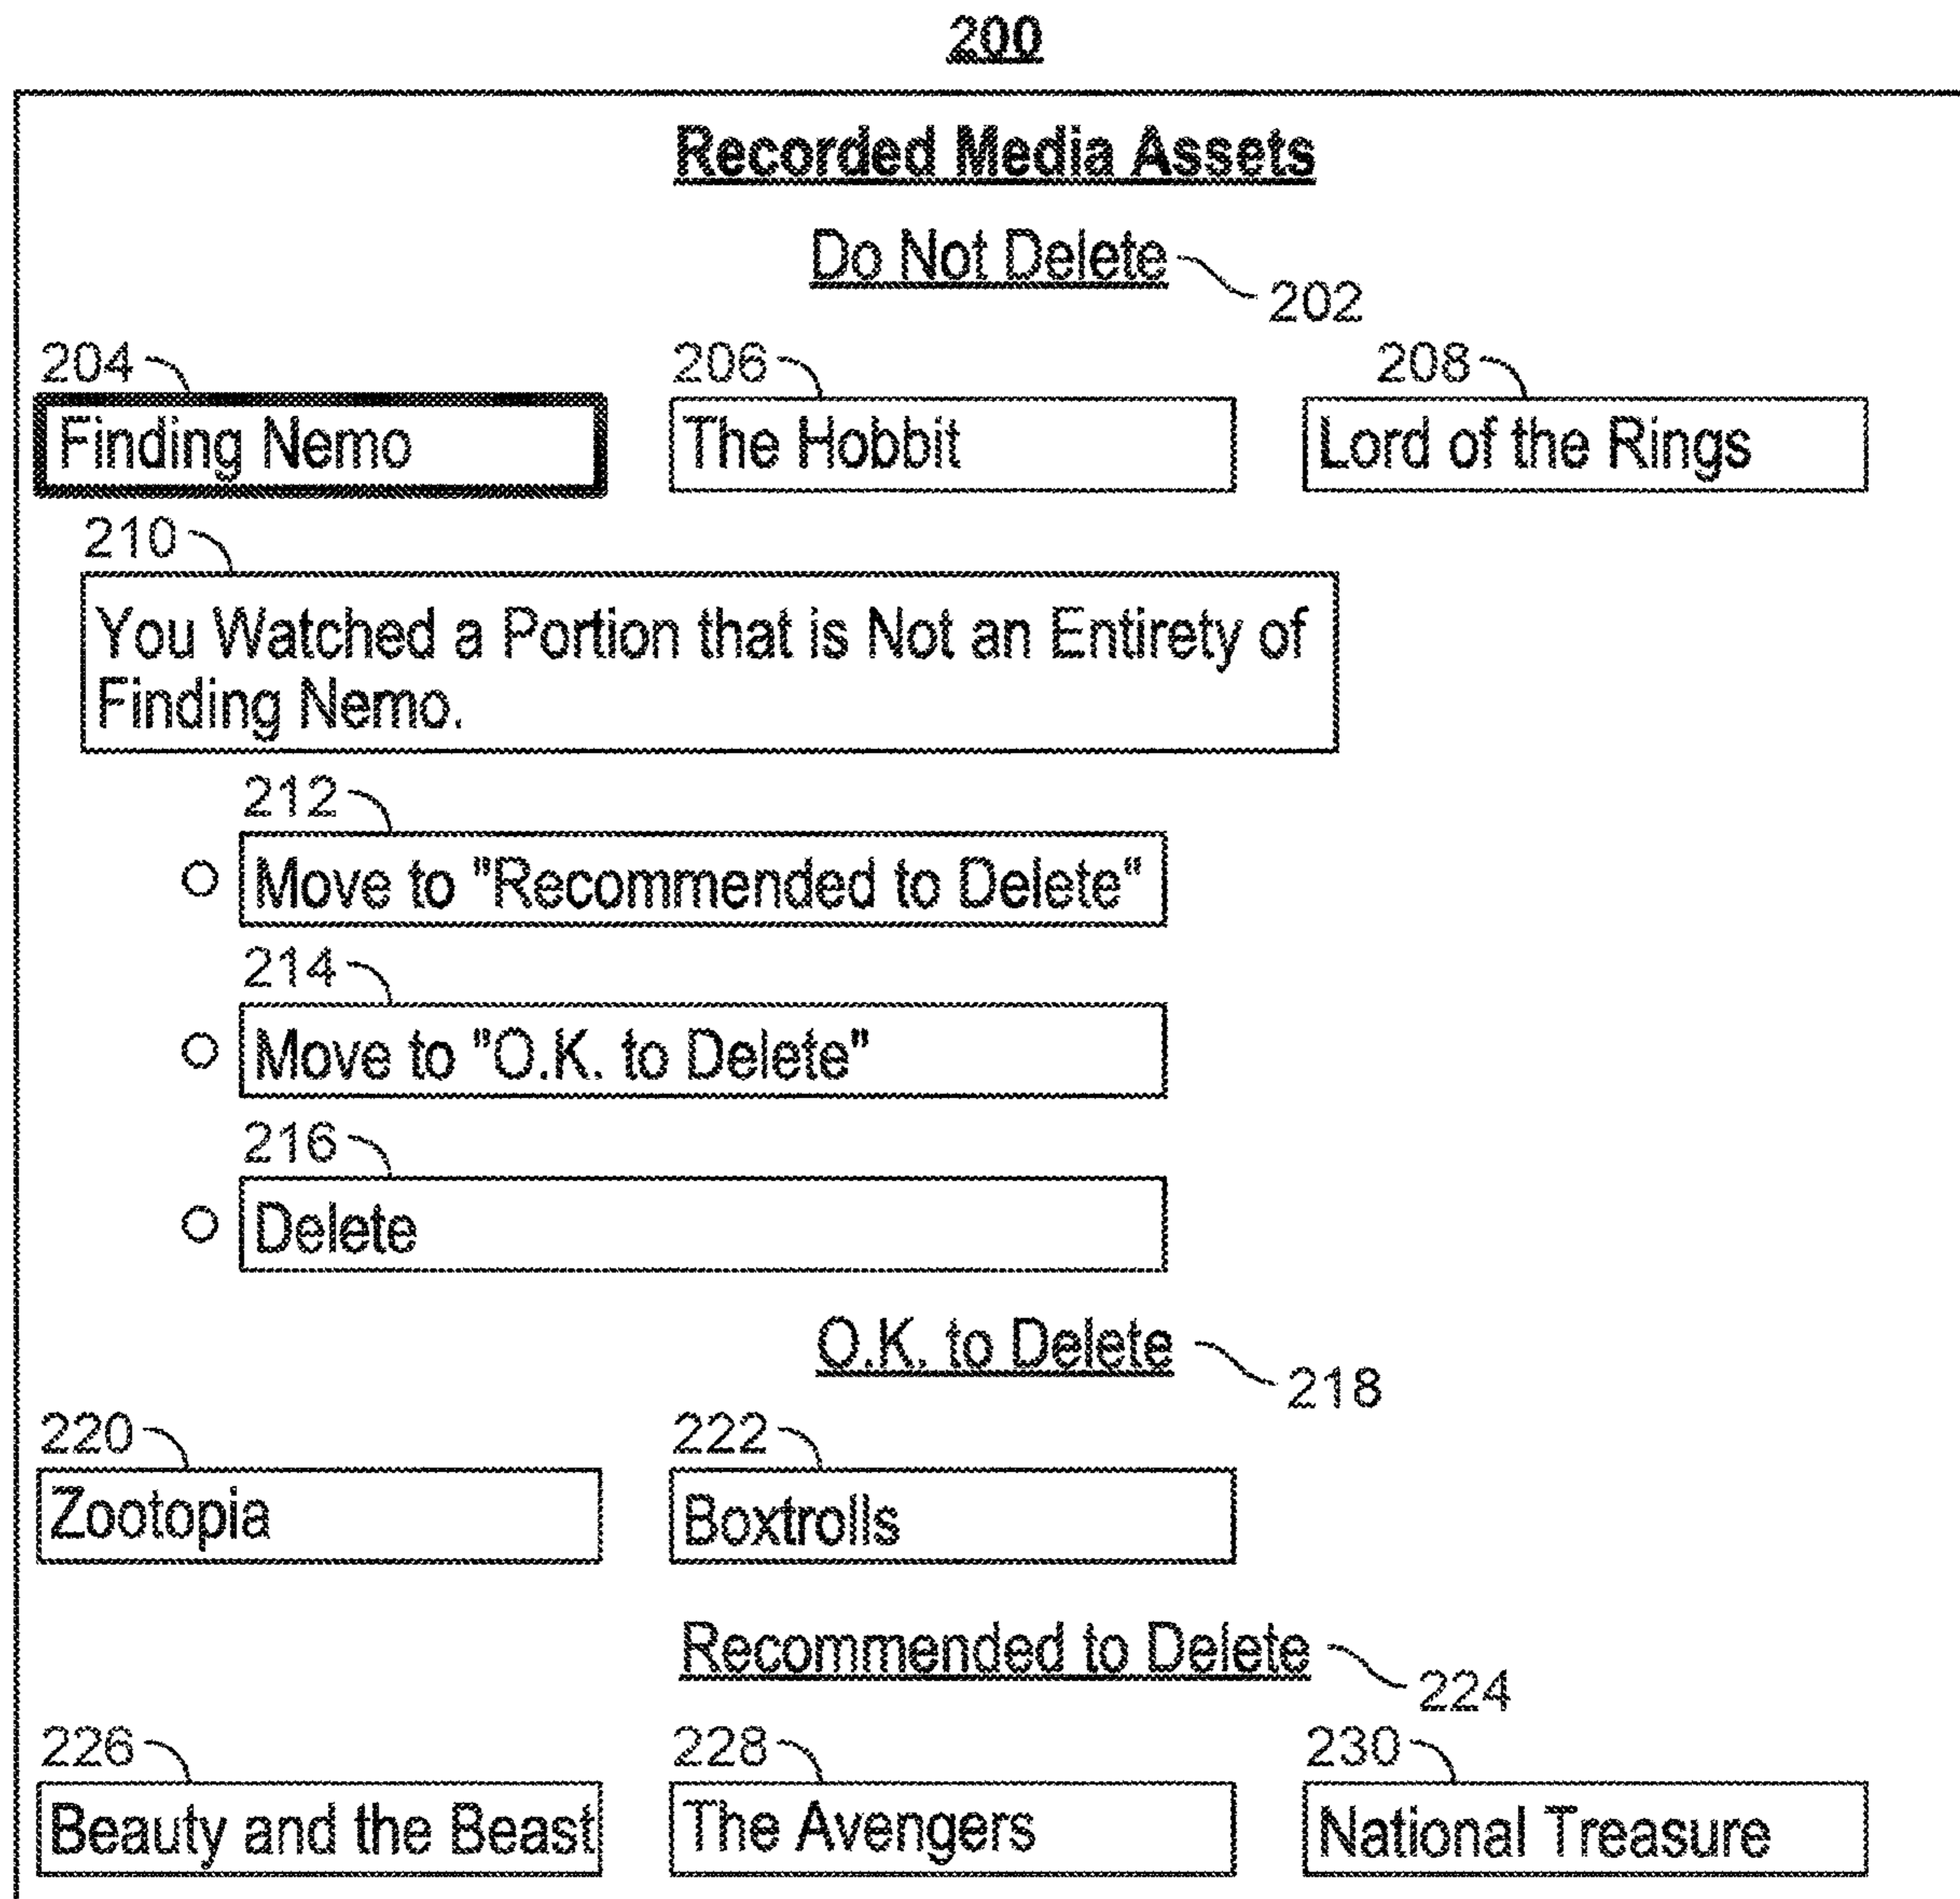 200
Recorded Media Assets
Do Not Delete
202
204 206 208
Finding Nemo The Hobbit Lord of the Rings
210
You Watched a Portion that is Not an Entirety of
Finding Nemo.
212
Move to "Recommended to Delete"
214
Move to "O.K. to Delete"
216
Delete
O.K. to Delete
218
220 222
Zootopia Boxtrolls
Recommended to Delete
224
226 228 230
Beauty and the Beast The Avengers National Treasure